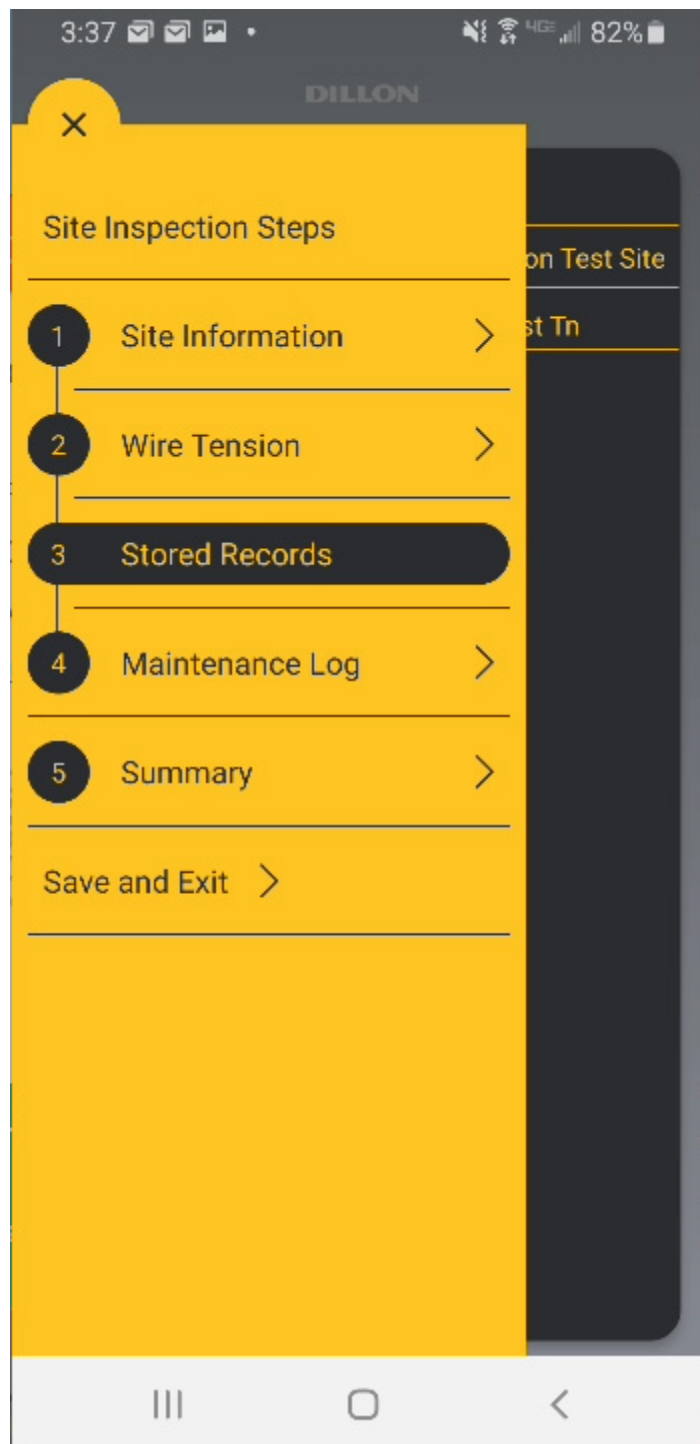 3:37 82%
DILLON
Site Inspection Steps
on Test Site
1 Site Information
st Tn
2 Wire Tension
3 Stored Records
4 Maintenance Log
5 Summary
Save and Exit